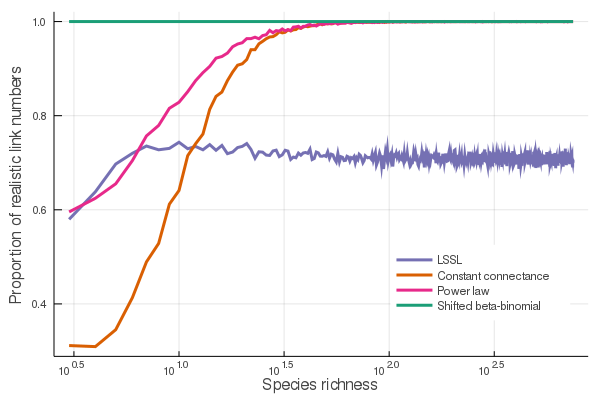 Proportion of realistic link numbers
1.0
0.8
0.6
0.4
LSSL
Constant connectance
Power law
Shifted beta-binomial
10^0.5 10^1.0 10^1.5 10^2.0 10^2.5
Species richness